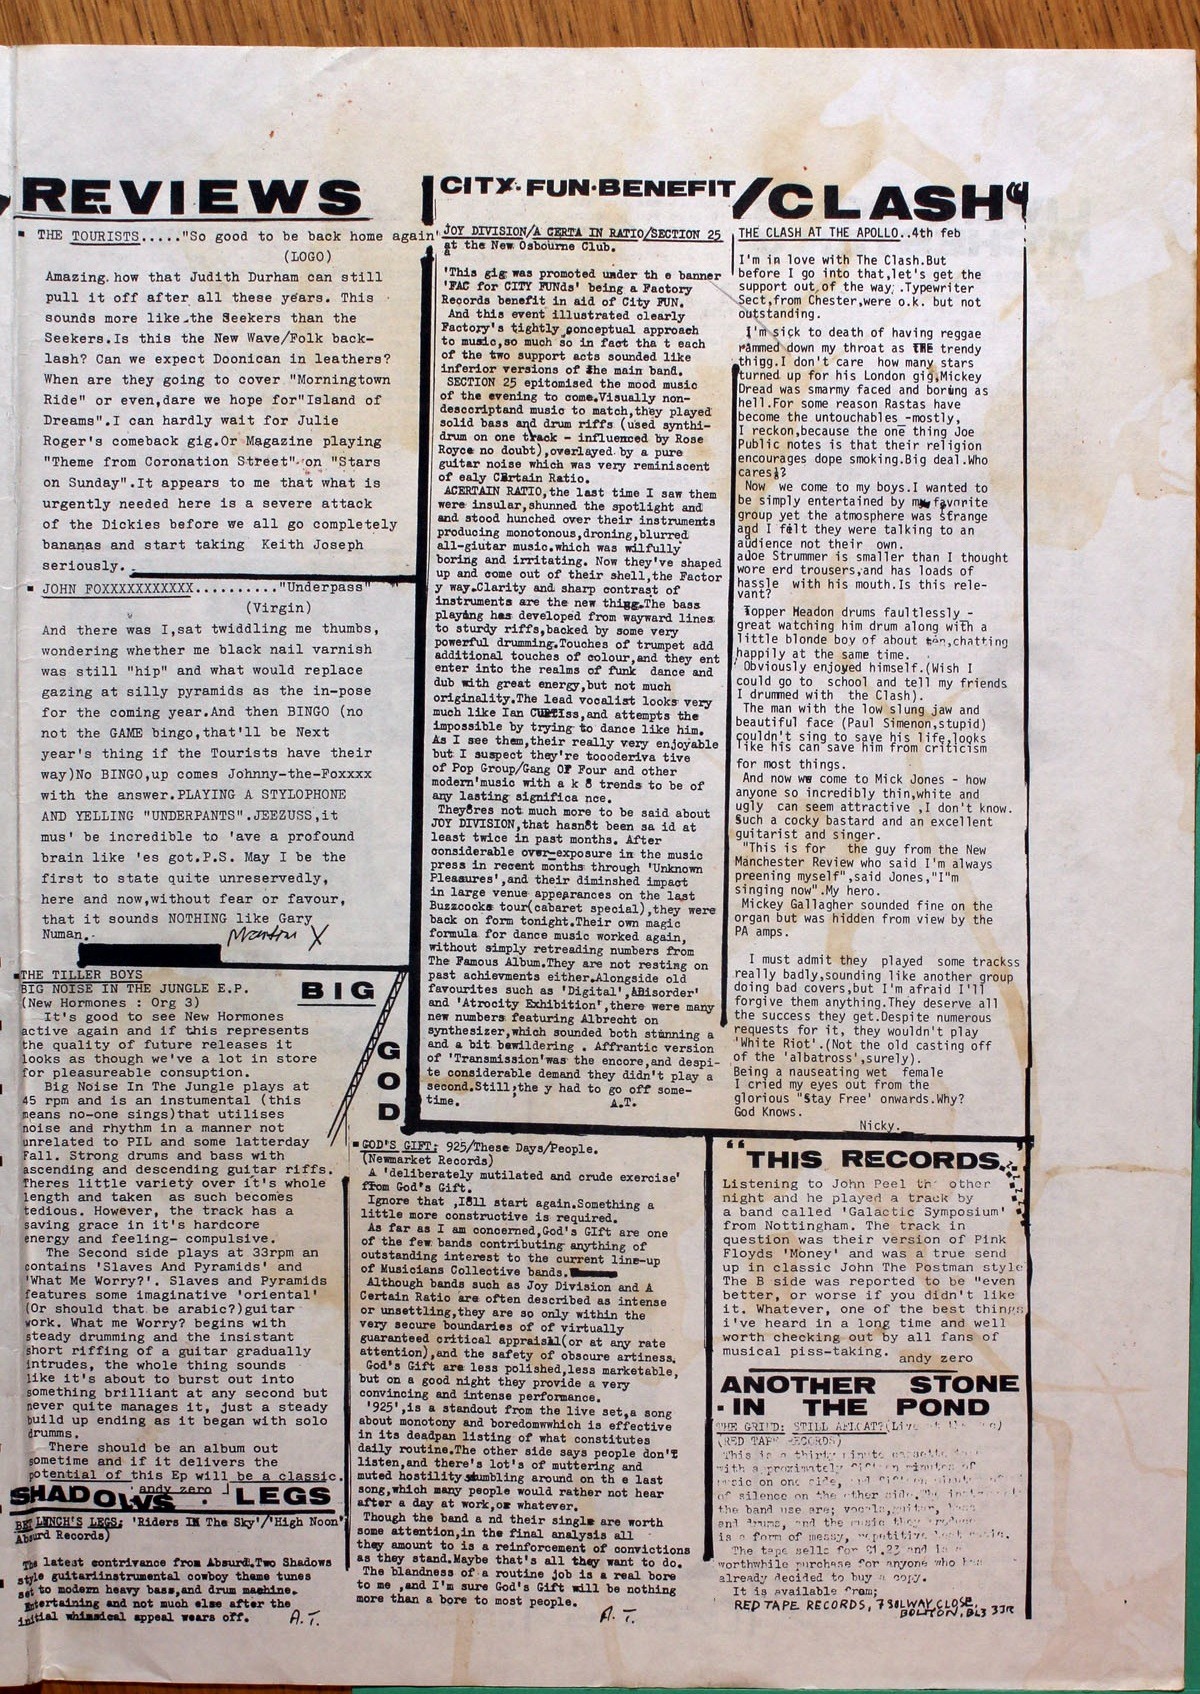 REVIEWS
THE TOURISTS....."So good to be back home again'
(LOGO)
Amazing. how that Judith Durham can still
pull it off after all these years. This
sounds more like the Seekers than the
Seekers.Is this the New Wave/Folk back-
lash? Can we expect Doonican in leathers?
When are they going to cover "Morningtown
Ride" or even,dare we hope for"Island of
Dreams".I can hardly wait for Julie
Roger's comeback gig.Or Magazine playing
"Theme from Coronation Street" on "Stars
on Sunday".It appears to me that what is
urgently needed here is a severe attack
of the Dickies before we all go completely
bananas and start taking Keith Joseph
seriously.
JOHN FOXXXXXXXXXXX.........."Underpass"
(Virgin)
And there was I,sat twiddling me thumbs,
wondering whether me black nail varnish
was still "hip" and what would replace
gazing at silly pyramids as the in-pose
for the coming year.And then BINGO (no
not the GAME bingo,that'll be Next
year's thing if the Tourists have their
way)No BINGO,up comes Johnny-the-Foxxxx
with the answer.PLAYING A STYLOPHONE
AND YELLING "UNDERPANTS".JEEZUSS,it
mus' be incredible to 'ave a profound
brain like 'es got.P.S. May I be the
first to state quite unreservedly,
here and now,without fear or favour,
that it sounds NOTHING like Gary
Numan.
Martin X
THE TILLER BOYS
BIG NOISE IN THE JUNGLE E.P.
(New Hormones : Org 3)
It's good to see New Hormones
active again and if this represents
the quality of future releases it
looks as though we've a lot in store
for pleasureable consuption.
Big Noise In The Jungle plays at
45 rpm and is an instumental (this
means no-one sings)that utilises
noise and rhythm in a manner not
unrelated to PIL and some latterday
Fall. Strong drums and bass with
ascending and descending guitar riffs.
Theres little variety over it's whole
length and taken as such becomes
tedious. However, the track has a
saving grace in it's hardcore
energy and feeling- compulsive.
The Second side plays at 33rpm an
contains 'Slaves And Pyramids' and
'What Me Worry?'. Slaves and Pyramids
features some imaginative 'oriental'
(Or should that be arabic?)guitar
work. What me Worry? begins with
steady drumming and the insistant
short riffing of a guitar gradually
intrudes, the whole thing sounds
like it's about to burst out into
something brilliant at any second but
never quite manages it, just a steady
build up ending as it began with solo
drumms.
There should be an album out
sometime and if it delivers the
potential of this Ep will be a classic.
andy zero
SHADOWS . LEGS
BET LYNCH'S LEGS: 'Riders IN The Sky'/'High Noon'
Absurd Records)
The latest contrivance from Absurd.Two Shadows
style guitariinstrumental cowboy theme tunes
set to modern heavy bass,and drum machine.
Entertaining and not much else after the
initial whimsical appeal wears off. A.T.
CITY·FUN·BENEFIT
JOY DIVISION/A CERTA IN RATIO/SECTION 25
at the New Osbourne Club.
'This gig was promoted under th e banner
'FAC for CITY FUNds' being a Factory
Records benefit in aid of City FUN.
And this event illustrated clearly
Factory's tightly conceptual approach
to music,so much so in fact tha t each
of the two support acts sounded like
inferior versions of the main band.
SECTION 25 epitomised the mood music
of the evening to come.Visually non-
desccriptand music to match,they played
solid bass and drum riffs (used synthi-
drum on one track - influenced by Rose
Royce no doubt),overlayed by a pure
guitar noise which was very reminiscent
of ealy CErtain Ratio.
ACERTAIN RATIO,the last time I saw them
were insular,shunned the spotlight and
and stood hunched over their instruments
producing monotonous,droning,blurred
all-giutar music.which was wilfully
boring and irritating. Now they've shaped
up and come out of their shell,the Factor
y way.Clarity and sharp contrast of
instruments are the new thigg.The bass
playing has developed from wayward lines
to sturdy riffs,backed by some very
powerful drumming.Touches of trumpet add
additional touches of colour,and they ent
enter into the realms of funk dance and
dub with great energy,but not much
originality.The lead vocalist looks very
much like Ian CURTIss,and attempts the
impossible by trying to dance like him.
As I see them,their really very enjoyable
but I suspect they're toooderiva tive
of Pop Group/Gang OF Four and other
modern'music with a k 8 trends to be of
any lasting significa nce.
They8res not much more to be said about
JOY DIVISION,that hasn8t been sa id at
least twice in past months. After
considerable over-exposure in the music
press in recent months through 'Unknown
Pleasures',and their diminshed impact
in large venue appearances on the last
Buzzcocks tour(cabaret special),they were
back on form tonight.Their own magic
formula for dance music worked again,
without simply retreading numbers from
The Famous Album.They are not resting on
past achievments either.Alongside old
favourites such as 'Digital','Disorder'
and 'Atrocity Exhibition',there were many
new numbers featuring Albrecht on
synthesizer,which sounded both stunning a
and a bit bewildering . Affrantic version
of 'Transmission'was the encore,and despi-
te considerable demand they didn't play a
second.Still,the y had to go off some-
time. A.T.
/CLASH"
THE CLASH AT THE APOLLO..4th feb
I'm in love with The Clash.But
before I go into that,let's get the
support out of the way; .Typewriter
Sect,from Chester,were o.k. but not
outstanding.
I'm sick to death of having reggae
rammed down my throat as THE trendy
thigg.I don't care how many stars
turned up for his London gig,Mickey
Dread was smarmy faced and boring as
hell.For some reason Rastas have
become the untouchables -mostly,
I reckon,because the one thing Joe
Public notes is that their religion
encourages dope smoking.Big deal.Who
cares?
Now we come to my boys.I wanted to
be simply entertained by my favorite
group yet the atmosphere was strange
and I felt they were talking to an
audience not their own.
aJoe Strummer is smaller than I thought
wore erd trousers,and has loads of
hassle with his mouth.Is this rele-
vant?
Topper Headon drums faultlessly -
great watching him drum along with a
little blonde boy of about ten,chatting
happily at the same time.
Obviously enjoyed himself.(Wish I
could go to school and tell my friends
I drummed with the Clash).
The man with the low slung jaw and
beautiful face (Paul Simenon,stupid)
couldn't sing to save his life,looks
like his can save him from criticism
for most things.
And now we come to Mick Jones - how
anyone so incredibly thin,white and
ugly can seem attractive ,I don't know.
Such a cocky bastard and an excellent
guitarist and singer.
"This is for the guy from the New
Manchester Review who said I'm always
preening myself",said Jones,"I"m
singing now".My hero.
Mickey Gallagher sounded fine on the
organ but was hidden from view by the
PA amps.
I must admit they played some trackss
really badly,sounding like another group
doing bad covers,but I'm afraid I'll
forgive them anything.They deserve all
the success they get.Despite numerous
requests for it, they wouldn't play
'White Riot'.(Not the old casting off
of the 'albatross',surely).
Being a nauseating wet female
I cried my eyes out from the
glorious "Stay Free' onwards.Why?
God Knows.
Nicky.
BIG
GOD
GOD'S GIFT: 925/These Days/People.
(Newmarket Records)
A 'deliberately mutilated and crude exercise'
from God's Gift.
Ignore that ,I8ll start again.Something a
little more constructive is required.
As far as I am concerned,God's GIft are one
of the few bands contributing anything of
outstanding interest to the current line-up
of Musicians Collective bands.
Although bands such as Joy Division and A
Certain Ratio are often described as intense
or unsettling,they are so only within the
very secure boundaries of of virtually
guaranteed critical appraisal(or at any rate
attention),and the safety of obscure artiness.
God's Gift are less polished,less marketable,
but on a good night they provide a very
convincing and intense performance.
'925',is a standout from the live set,a song
about monotony and boredomwwhich is effective
in its deadpan listing of what constitutes
daily routine.The other side says people don't
listen,and there's lot's of muttering and
muted hostility stumbling around on th e last
song,which many people would rather not hear
after a day at work,or whatever.
Though the band a nd their single are worth
some attention,in the final analysis all
they amount to is a reinforcement of convictions
as they stand.Maybe that's all they want to do.
The blandness of a routine job is a real bore
to me ,and I'm sure God's Gift will be nothing
more than a bore to most people.
A.T.
"THIS RECORDS
Listening to John Peel the other
night and he played a track by
a band called 'Galactic Symposium'
from Nottingham. The track in
question was their version of Pink
Floyds 'Money' and was a true send
up in classic John The Postman style
The B side was reported to be "even
better, or worse if you didn't like
it. Whatever, one of the best things
i've heard in a long time and well
worth checking out by all fans of
musical piss-taking. andy zero
ANOTHER STONE
· IN THE POND
THE GRIND: STILL AFLOAT?(Live at the)
(RED TAPE RECORDS)
This is a thirty minute cassette
with aproximately fifteen minutes of
music on one side, and fifteen minutes of
of silence on the other side.The
the band use are; vocals,guitar,
and drums, and the music they produce
is a form of messy, repetitive music.
The tape sells for £1.23 and is a
worthwhile purchase for anyone who has
already decided to buy a copy.
It is available from;
RED TAPE RECORDS, 7 SOLWAY CLOSE,
BOLTON, BL3 3JR